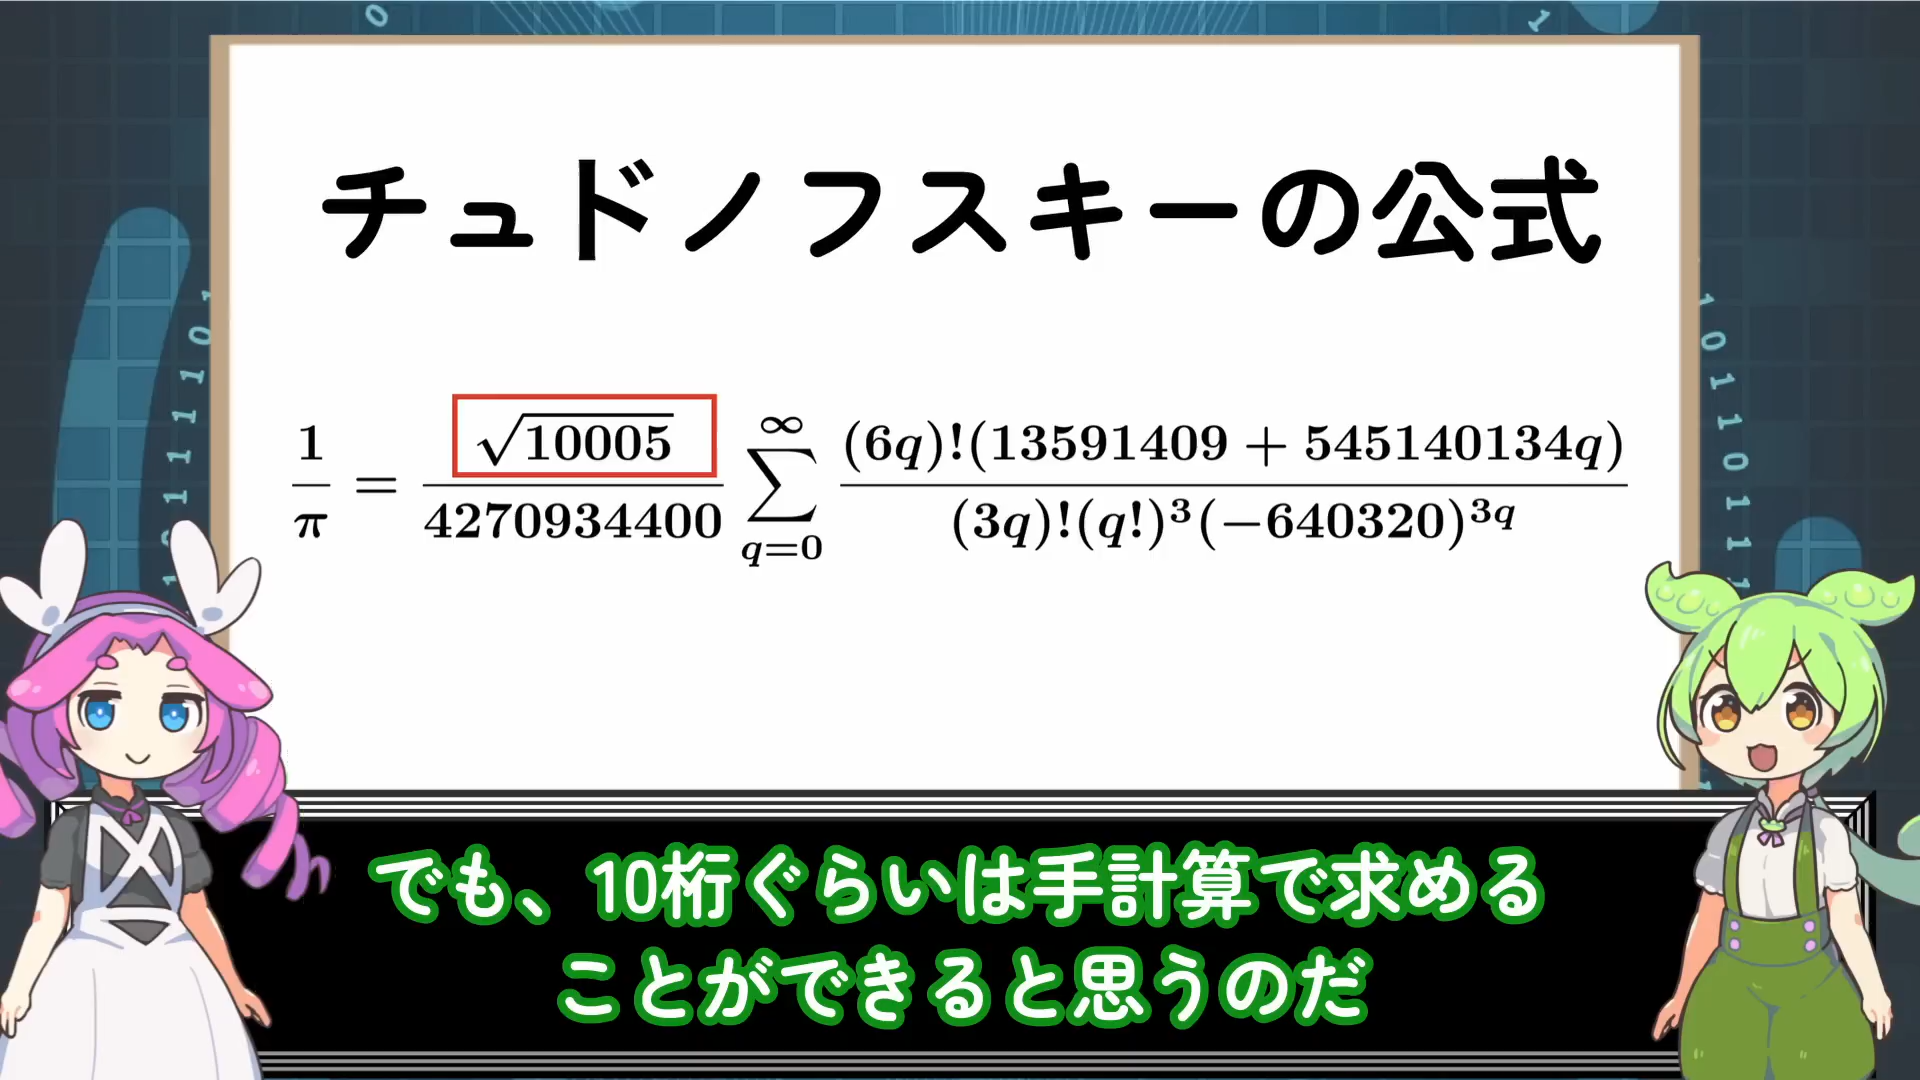 チュドノフスキーの公式
1/π = √10005/4270934400 ∑_{q=0}^{∞} (6q)!(13591409 + 545140134q)/(3q)!(q!)³(−640320)^{3q}
でも、10桁ぐらいは手計算で求める
ことができると思うのだ